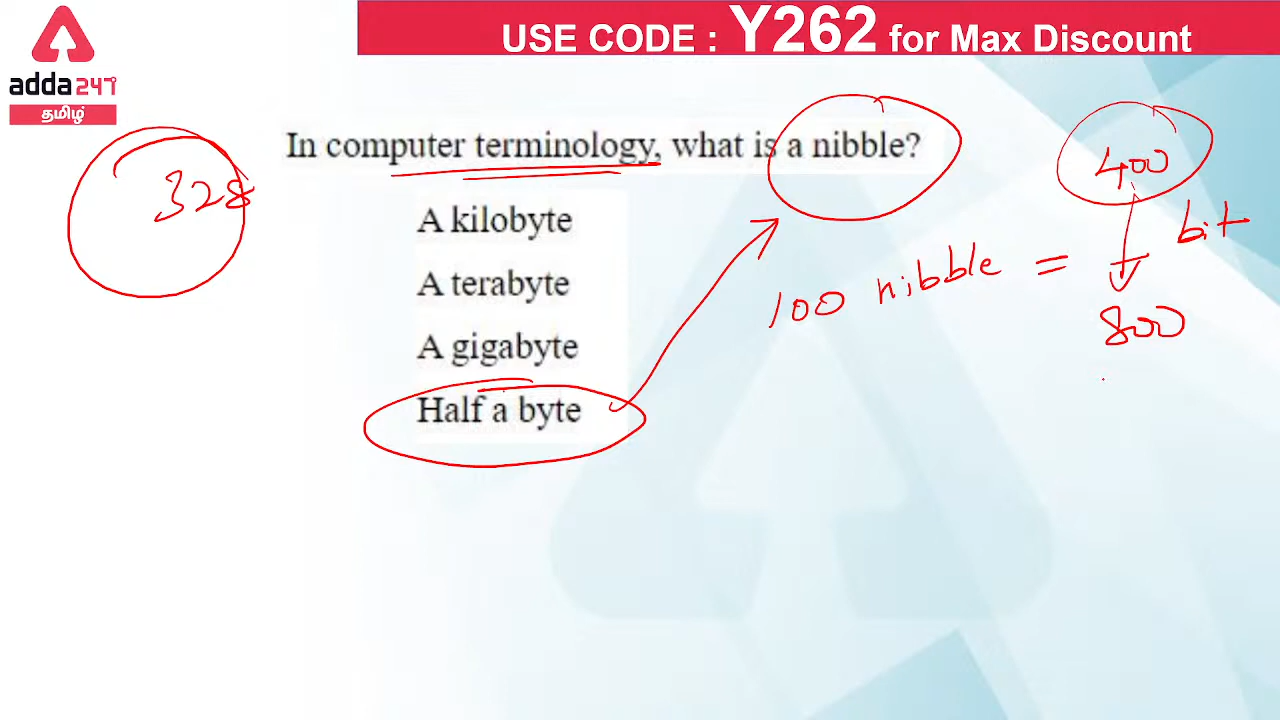 USE CODE : Y262 for Max Discount
adda247
தமிழ்
In computer terminology, what is a nibble?
400
328
A kilobyte
bit
A terabyte
100 nibble =
800
A gigabyte
Half a byte